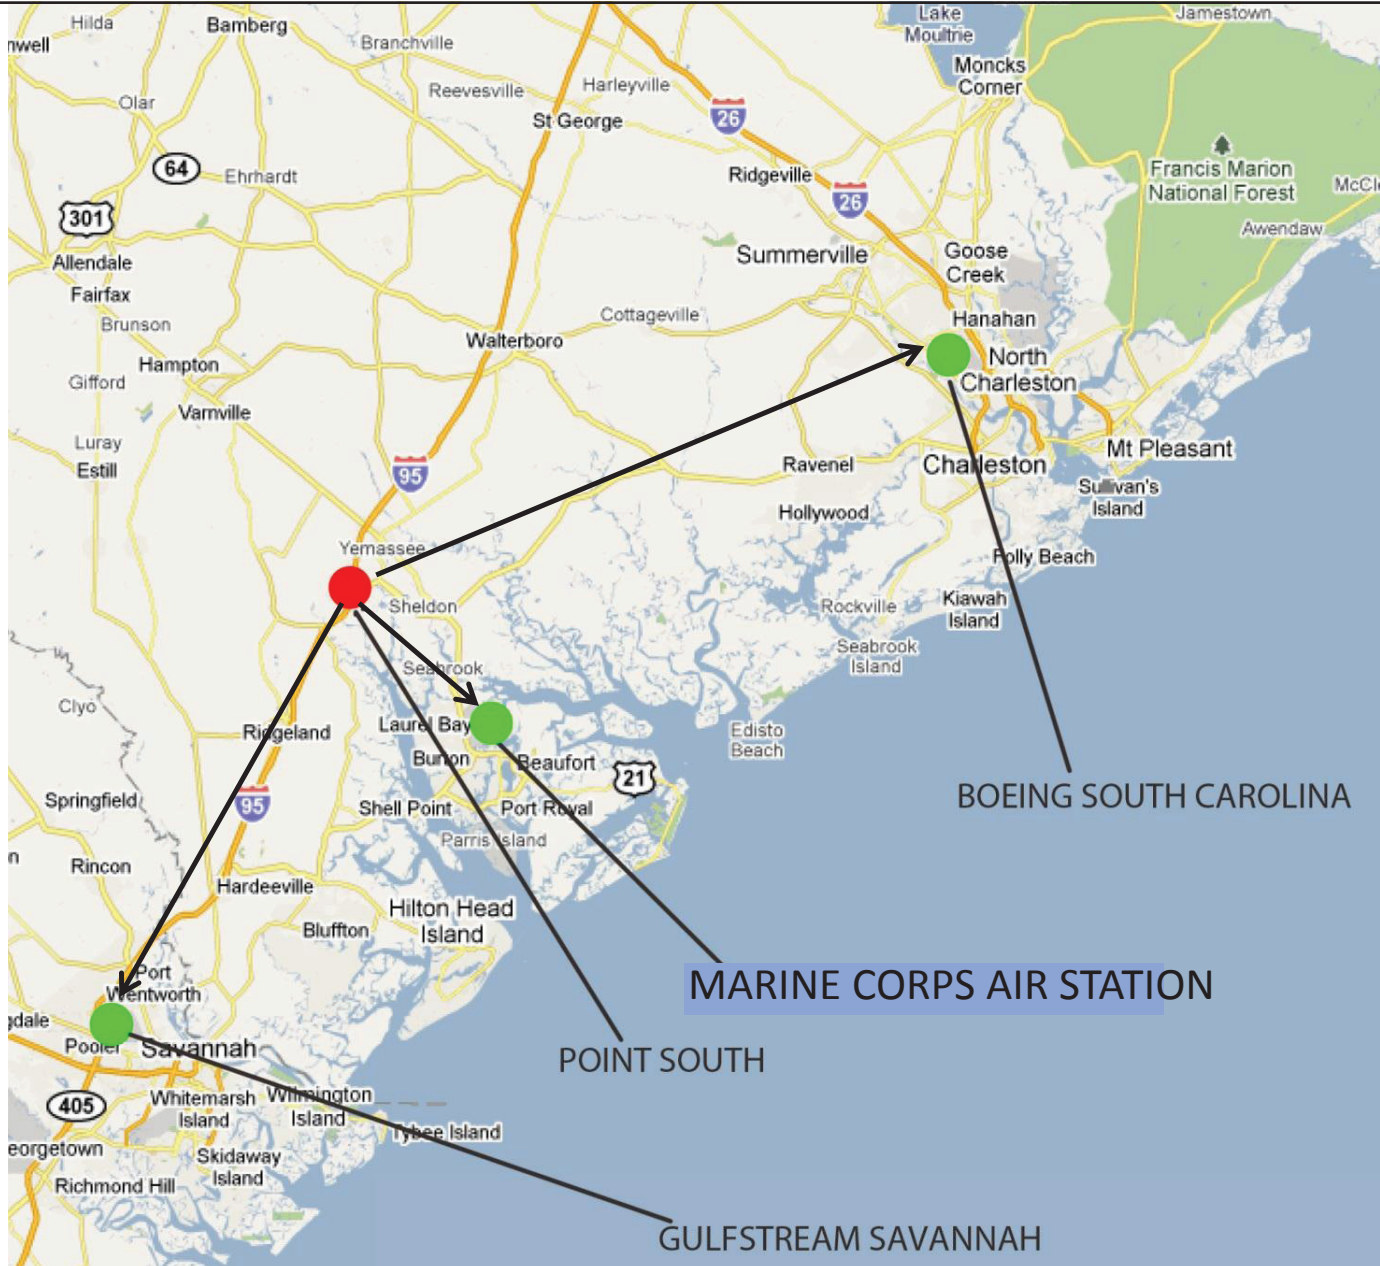 Hilda
Bamberg
Lake
Moultrie
Jamestown
nwell
Branchville
Moncks
Corner
Olar
Reevesville
Harleyville
St George
26
64
Ehrhardt
Ridgeville
26
Francis Marion
National Forest
McCle
301
Awendaw
Allendale
Summerville
Goose
Creek
Fairfax
Brunson
Cottageville
Hanahan
Hampton
Walterboro
North
Charleston
Gifford
Varnville
Luray
Estill
95
Ravenel
Charleston
Mt Pleasant
Sullivan's
Island
Hollywood
Yemassee
Folly Beach
Sheldon
Rockville
Kiawah
Island
Seabrook
Seabrook
Island
Clyo
Ridgeland
Laurel Bay
Edisto
Beach
Burton
Beaufort
21
Springfield
95
Shell Point
Port Royal
BOEING SOUTH CAROLINA
Parris Island
n
Rincon
Hardeeville
Hilton Head
Island
Bluffton
Port
Wentworth
MARINE CORPS AIR STATION
gdale
Pooler
Savannah
POINT SOUTH
405
Whitemarsh
Island
Wilmington
Island
Tybee Island
eorgetown
Skidaway
Island
Richmond Hill
GULFSTREAM SAVANNAH